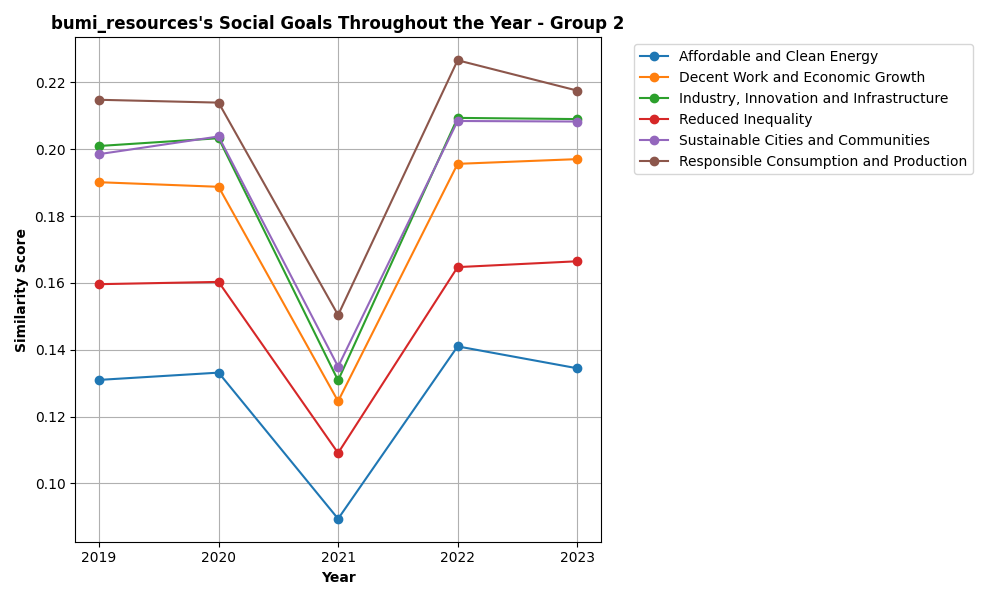 bumi_resources's Social Goals Throughout the Year - Group 2
Affordable and Clean Energy
Decent Work and Economic Growth
Industry, Innovation and Infrastructure
Reduced Inequality
Sustainable Cities and Communities
Responsible Consumption and Production
Similarity Score
0.22
0.20
0.18
0.16
0.14
0.12
0.10
2019 2020 2021 2022 2023
Year